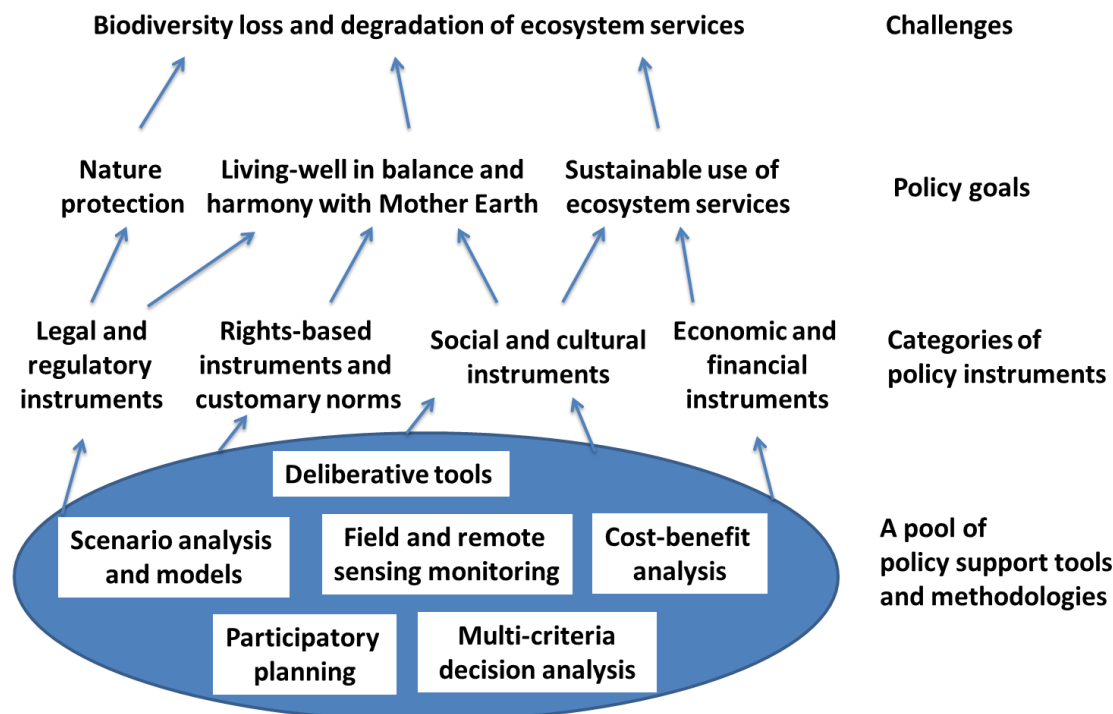 Biodiversity loss and degradation of ecosystem services
Challenges
Nature
protection
Living-well in balance and
harmony with Mother Earth
Sustainable use of
ecosystem services
Policy goals
Legal and
regulatory
instruments
Rights-based
instruments and
customary norms
Social and cultural
instruments
Economic and
financial
instruments
Categories of
policy instruments
Deliberative tools
Scenario analysis
and models
Field and remote
sensing monitoring
Cost-benefit
analysis
Participatory
planning
Multi-criteria
decision analysis
A pool of
policy support tools
and methodologies